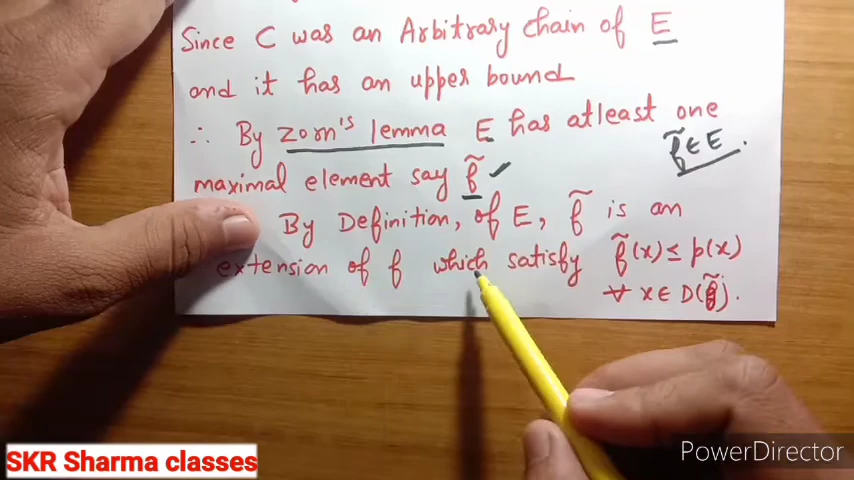 Since C was an Arbitrary chain of E
and it has an upper bound
∴ By zorn's lemma E has atleast one
f̃ ∈ E.
maximal element say f̃ ✓
By Definition, of E, f̃ is an
extension of f which satisfy f̃(x) ≤ p(x)
∀ x ∈ D(f̃).
SKR Sharma classes
PowerDirector